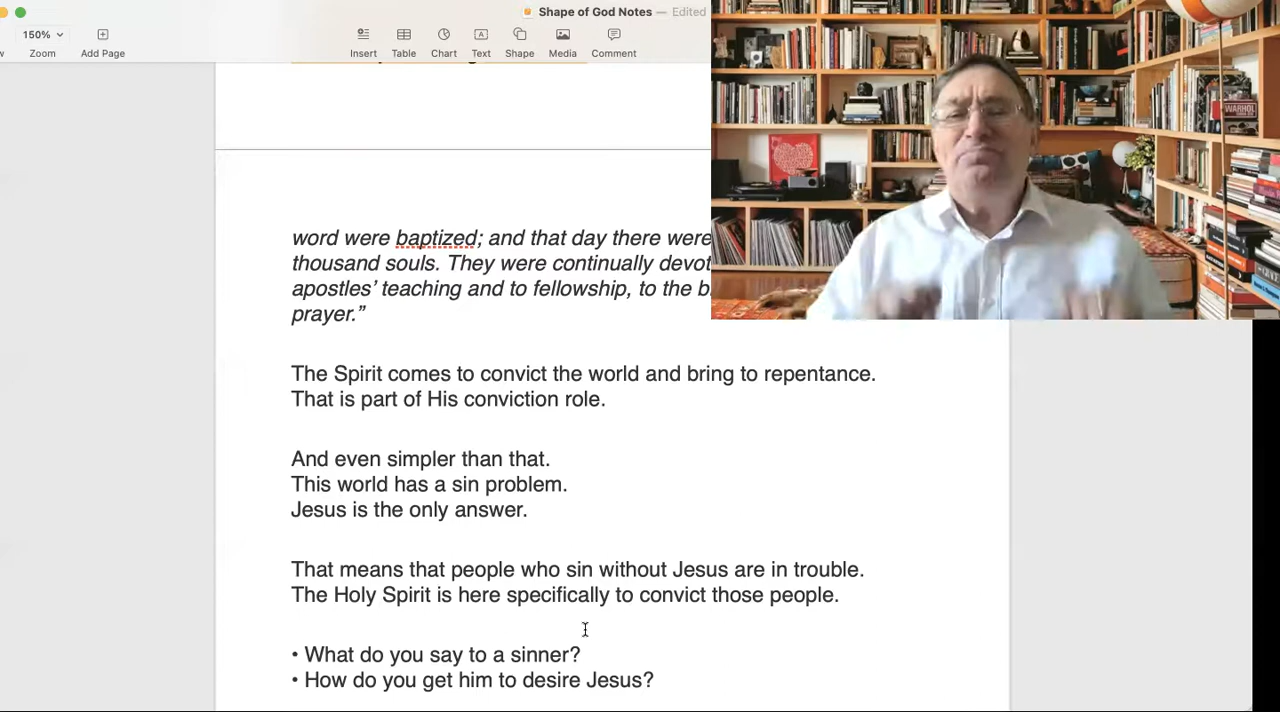 Shape of God Notes — Edited
150%
Zoom
Add Page
Insert
Table
Chart
Text
Shape
Media
Comment
WARHOL
word were baptized; and that day there were
thousand souls. They were continually devot
apostles’ teaching and to fellowship, to the b
prayer.”
The Spirit comes to convict the world and bring to repentance.
That is part of His conviction role.
And even simpler than that.
This world has a sin problem.
Jesus is the only answer.
That means that people who sin without Jesus are in trouble.
The Holy Spirit is here specifically to convict those people.
• What do you say to a sinner?
• How do you get him to desire Jesus?